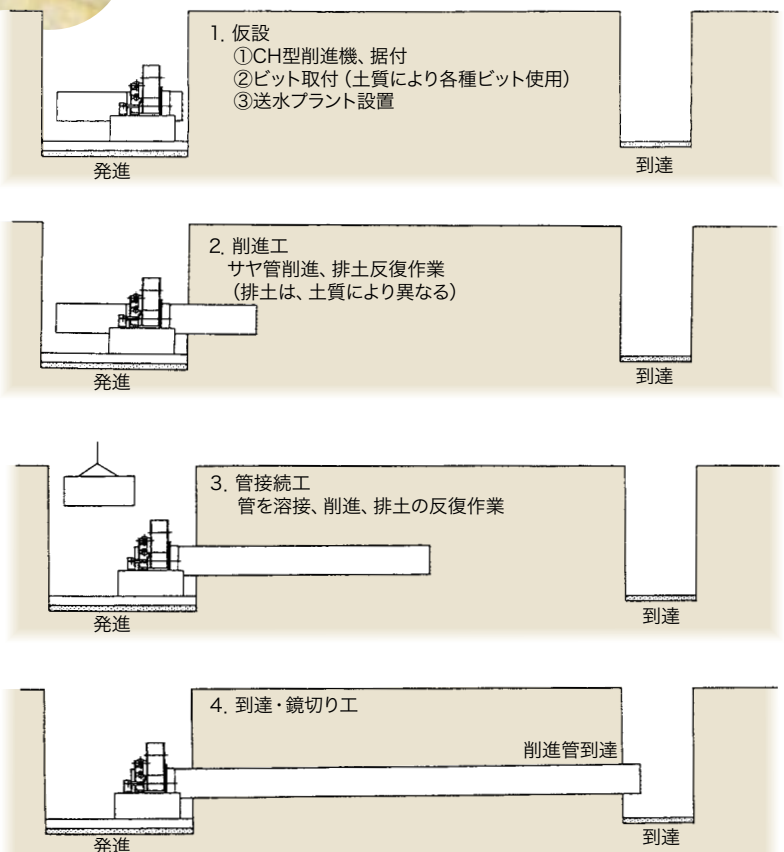 1. 仮設
①CH型削進機、据付
②ビット取付（土質により各種ビット使用）
③送水プラント設置
発進
到達
2. 削進工
サヤ管削進、排土反復作業
（排土は、土質により異なる）
発進
到達
3. 管接続工
管を溶接、削進、排土の反復作業
発進
到達
4. 到達・鏡切り工
削進管到達
発進
到達